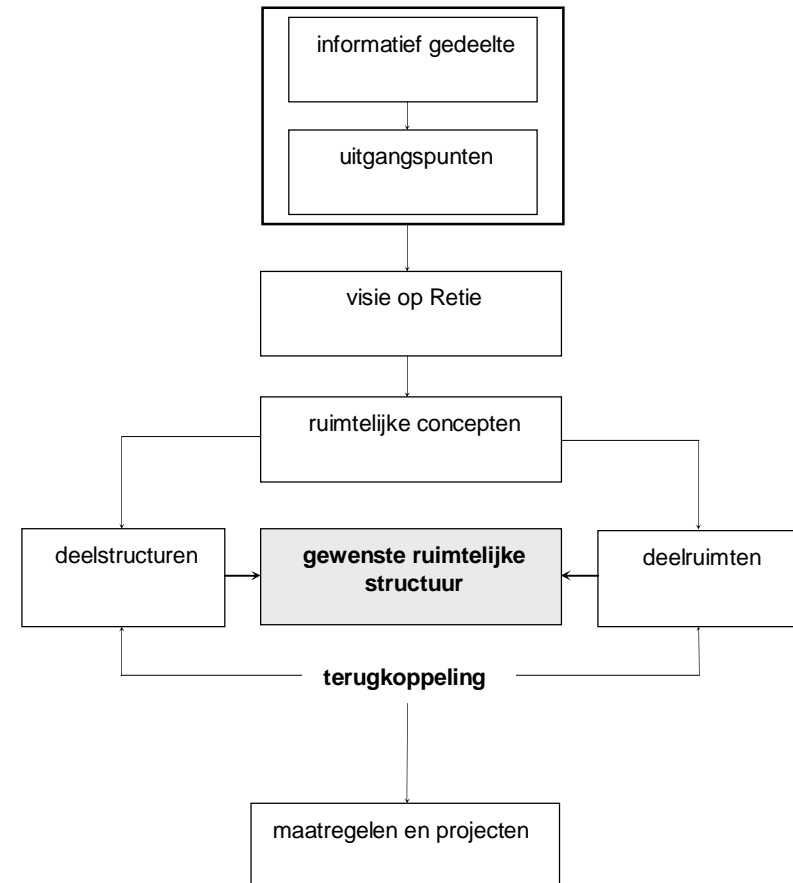 informatief gedeelte
uitgangspunten
visie op Retie
ruimtelijke concepten
deelstructuren
gewenste ruimtelijke
structuur
deelruimten
terugkoppeling
maatregelen en projecten